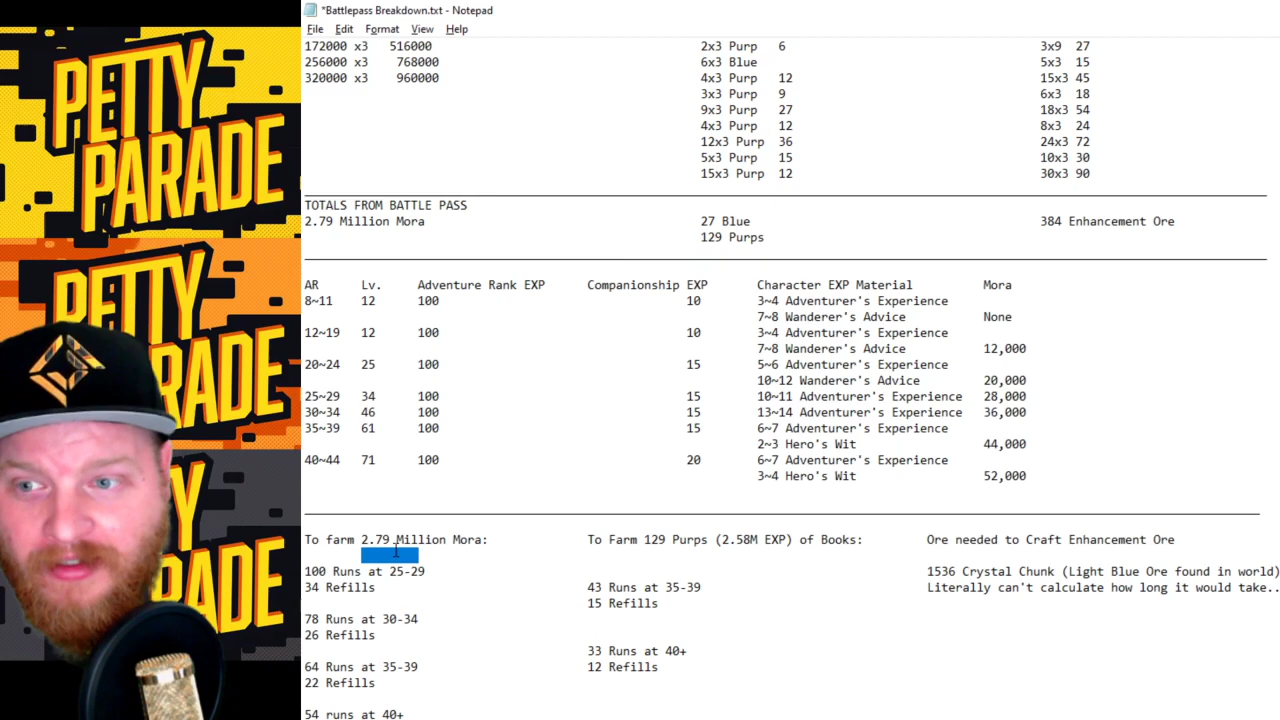 *Battlepass Breakdown.txt - Notepad
File Edit Format View Help
172000 x3 516000 2x3 Purp 6 3x9 27
256000 x3 768000 6x3 Blue 5x3 15
320000 x3 960000 4x3 Purp 12 15x3 45
3x3 Purp 9 6x3 18
9x3 Purp 27 18x3 54
4x3 Purp 12 8x3 24
12x3 Purp 36 24x3 72
5x3 Purp 15 10x3 30
15x3 Purp 12 30x3 90
TOTALS FROM BATTLE PASS
2.79 Million Mora 27 Blue 384 Enhancement Ore
129 Purps
AR Lv. Adventure Rank EXP Companionship EXP Character EXP Material Mora
8~11 12 100 10 3~4 Adventurer's Experience
7~8 Wanderer's Advice None
12~19 12 100 10 3~4 Adventurer's Experience
7~8 Wanderer's Advice 12,000
20~24 25 100 15 5~6 Adventurer's Experience
10~12 Wanderer's Advice 20,000
25~29 34 100 15 10~11 Adventurer's Experience 28,000
30~34 46 100 15 13~14 Adventurer's Experience 36,000
35~39 61 100 15 6~7 Adventurer's Experience
2~3 Hero's Wit 44,000
40~44 71 100 20 6~7 Adventurer's Experience
3~4 Hero's Wit 52,000
To farm 2.79 Million Mora: To Farm 129 Purps (2.58M EXP) of Books: Ore needed to Craft Enhancement Ore
100 Runs at 25-29 1536 Crystal Chunk (Light Blue Ore found in world)
34 Refills 43 Runs at 35-39 Literally can't calculate how long it would take..
15 Refills
78 Runs at 30-34
26 Refills
33 Runs at 40+
64 Runs at 35-39 12 Refills
22 Refills
54 runs at 40+
PETTY
PARADE
PETTY
PARADE
PETTY
PARADE